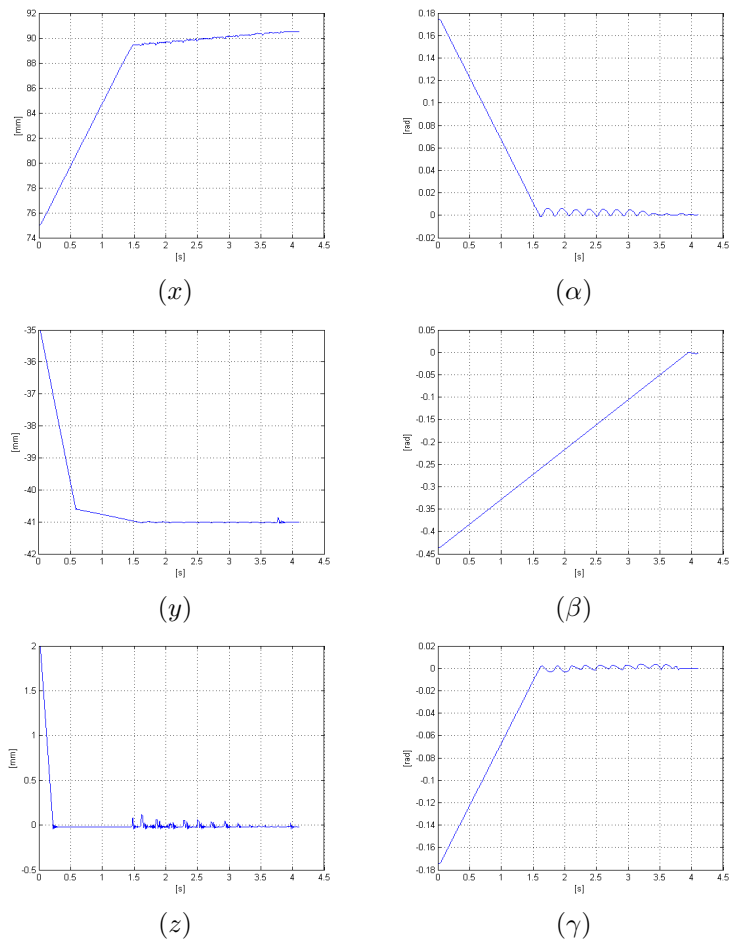 92
90
88
86
84
82
80
78
76
74
[mm]
0 0.5 1 1.5 2 2.5 3 3.5 4 4.5
[s]
(x)
0.18
0.16
0.14
0.12
0.1
0.08
0.06
0.04
0.02
0
-0.02
[rad]
0 0.5 1 1.5 2 2.5 3 3.5 4 4.5
[s]
(α)
-35
-36
-37
-38
-39
-40
-41
-42
[mm]
0 0.5 1 1.5 2 2.5 3 3.5 4 4.5
[s]
(y)
0.05
0
-0.05
-0.1
-0.15
-0.2
-0.25
-0.3
-0.35
-0.4
-0.45
[rad]
0 0.5 1 1.5 2 2.5 3 3.5 4 4.5
[s]
(β)
2
1.5
1
0.5
0
-0.5
[mm]
0 0.5 1 1.5 2 2.5 3 3.5 4 4.5
[s]
(z)
0.02
0
-0.02
-0.04
-0.06
-0.08
-0.1
-0.12
-0.14
-0.16
-0.18
[rad]
0 0.5 1 1.5 2 2.5 3 3.5 4 4.5
[s]
(γ)